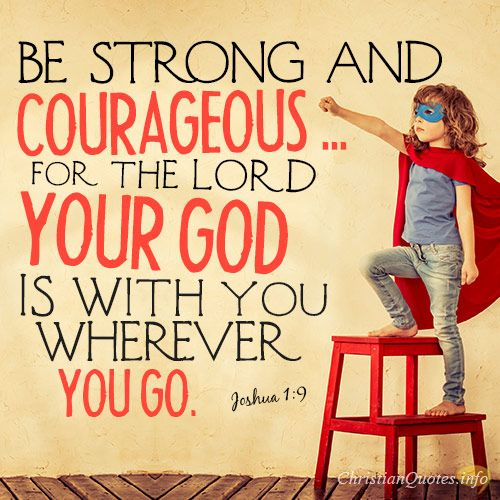 BE STRONG AND
COURAGEOUS ...
FOR THE LORD
YOUR GOD
IS WITH YOU
WHEREVER
YOU GO.
Joshua 1:9
ChristianQuotes.info